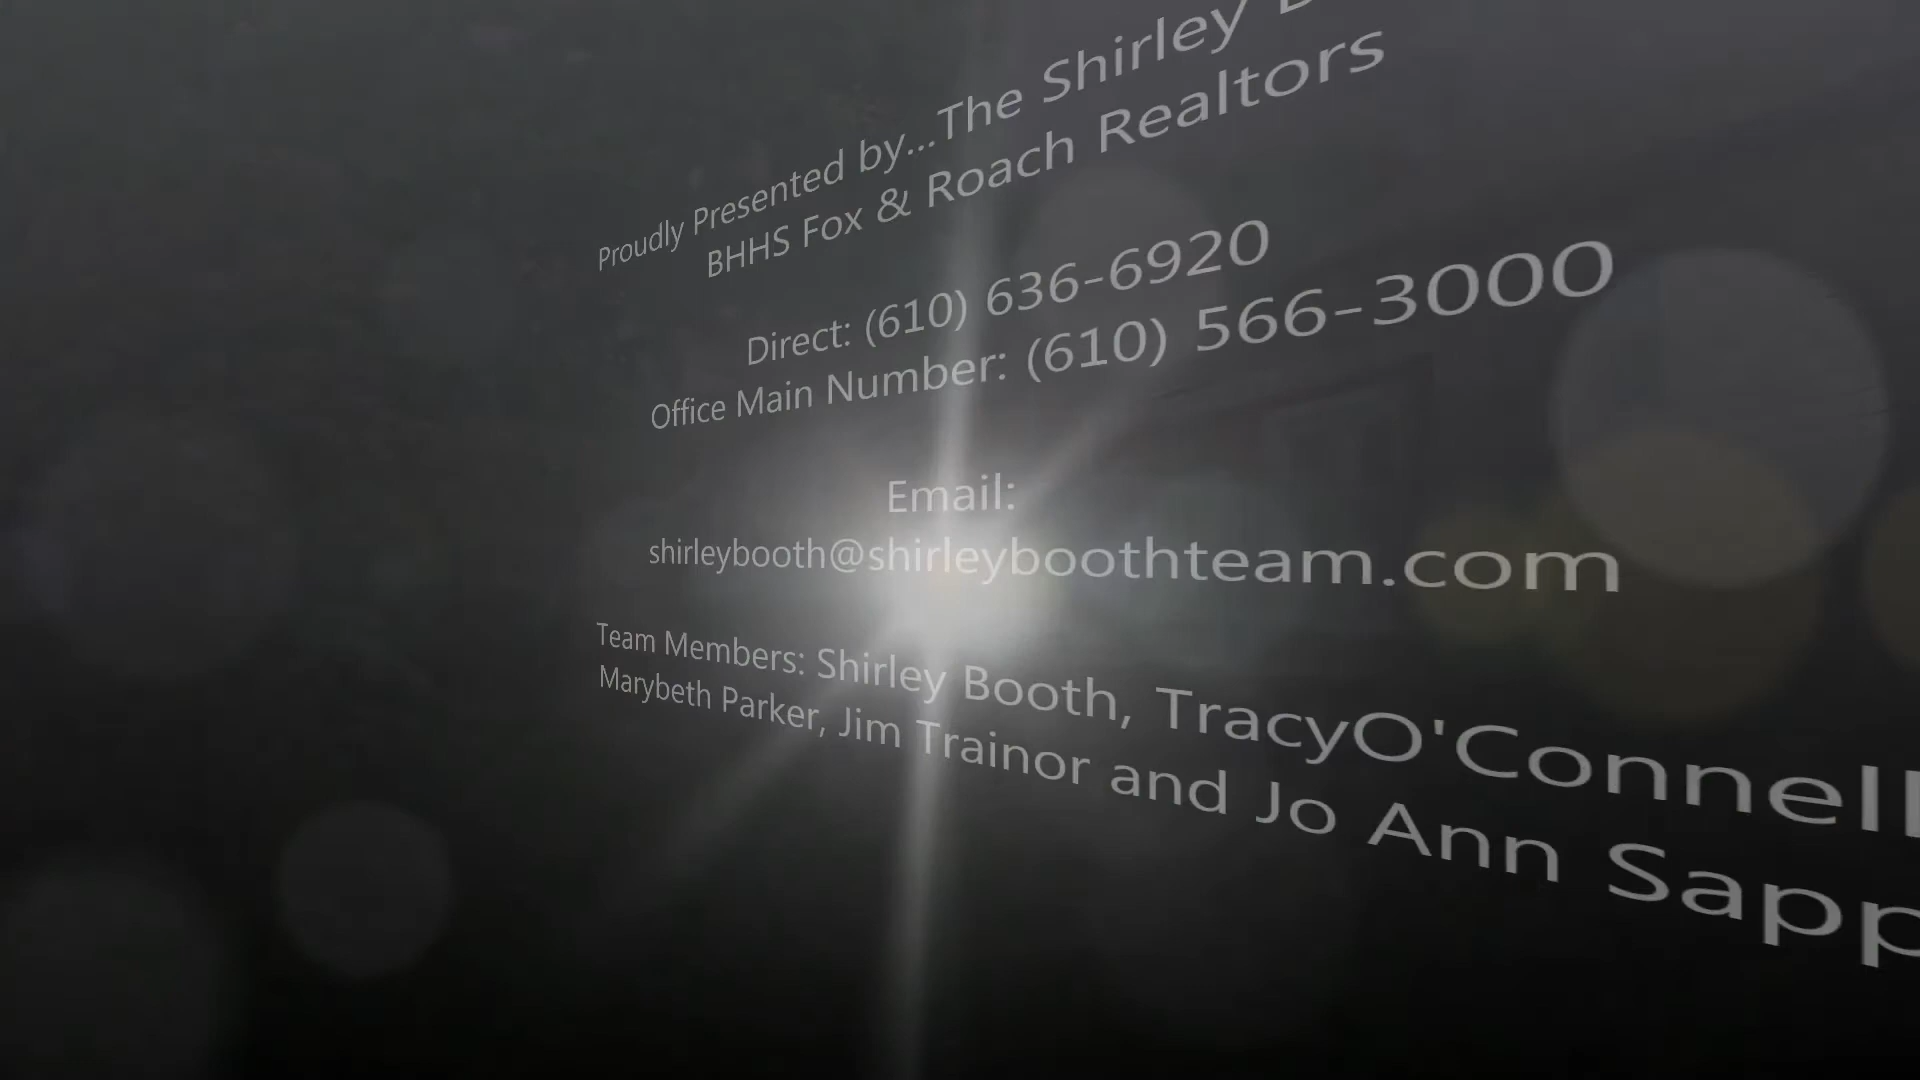 Proudly Presented by...The Shirley
BHHS Fox & Roach Realtors
Direct: (610) 636-6920
Office Main Number: (610) 566-3000
Email:
shirleybooth@shirleyboothteam.com
Team Members: Shirley Booth, TracyO'Connell
Marybeth Parker, Jim Trainor and Jo Ann